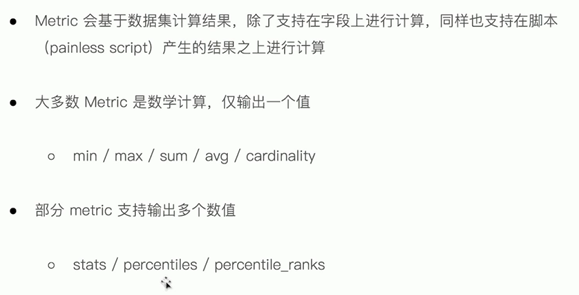 Metric 会基于数据集计算结果，除了支持在字段上进行计算，同样也支持在脚本
（painless script）产生的结果之上进行计算
大多数 Metric 是数学计算，仅输出一个值
min / max / sum / avg / cardinality
部分 metric 支持输出多个数值
stats / percentiles / percentile_ranks